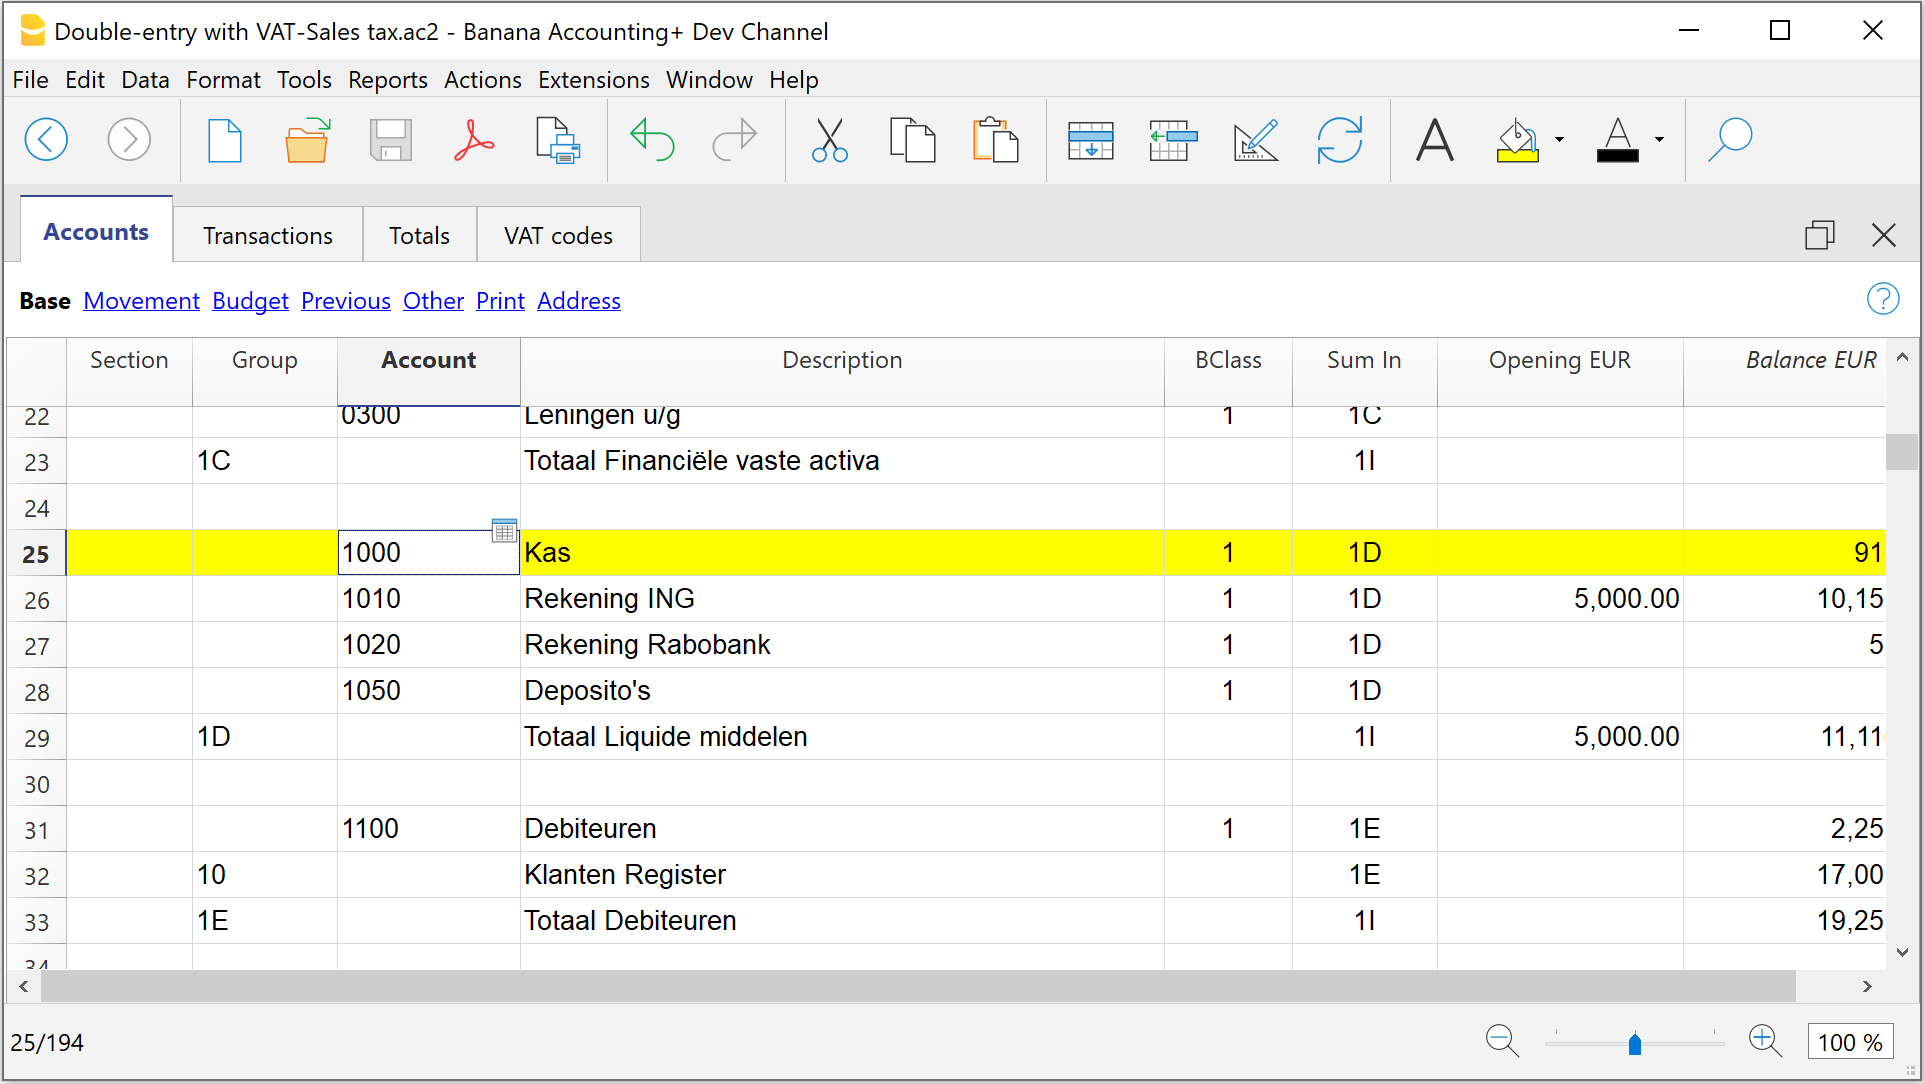 Double-entry with VAT-Sales tax.ac2 - Banana Accounting+ Dev Channel
File Edit Data Format Tools Reports Actions Extensions Window Help
Accounts Transactions Totals VAT codes
Base Movement Budget Previous Other Print Address
Section Group Account Description BClass Sum In Opening EUR Balance EUR
22 0300 Leningen u/g 1 1C
23 1C Totaal Financiële vaste activa 1I
24
25 1000 Kas 1 1D 91
26 1010 Rekening ING 1 1D 5,000.00 10,15
27 1020 Rekening Rabobank 1 1D 5
28 1050 Deposito's 1 1D
29 1D Totaal Liquide middelen 1I 5,000.00 11,11
30
31 1100 Debiteuren 1 1E 2,25
32 10 Klanten Register 1E 17,00
33 1E Totaal Debiteuren 1I 19,25
34
25/194 100 %